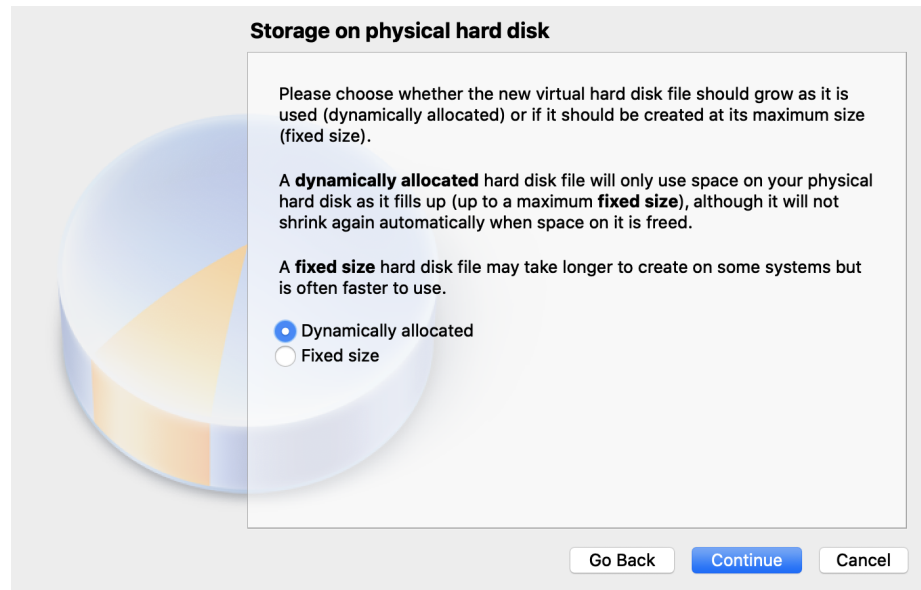 Storage on physical hard disk
Please choose whether the new virtual hard disk file should grow as it is
used (dynamically allocated) or if it should be created at its maximum size
(fixed size).
A dynamically allocated hard disk file will only use space on your physical
hard disk as it fills up (up to a maximum fixed size), although it will not
shrink again automatically when space on it is freed.
A fixed size hard disk file may take longer to create on some systems but
is often faster to use.
Dynamically allocated
Fixed size
Go Back Continue Cancel